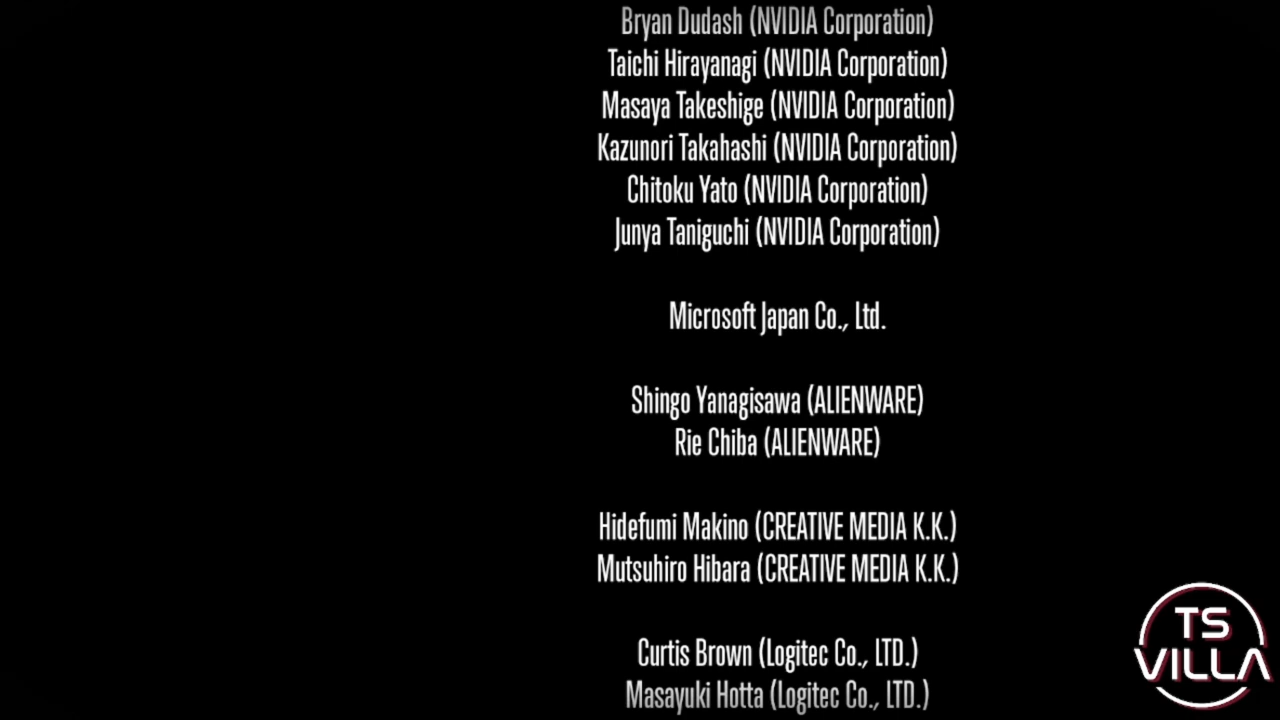 Bryan Dudash (NVIDIA Corporation)
Taichi Hirayanagi (NVIDIA Corporation)
Masaya Takeshige (NVIDIA Corporation)
Kazunori Takahashi (NVIDIA Corporation)
Chitoku Yato (NVIDIA Corporation)
Junya Taniguchi (NVIDIA Corporation)
Microsoft Japan Co., Ltd.
Shingo Yanagisawa (ALIENWARE)
Rie Chiba (ALIENWARE)
Hidefumi Makino (CREATIVE MEDIA K.K.)
Mutsuhiro Hibara (CREATIVE MEDIA K.K.)
Curtis Brown (Logitec Co., LTD.)
Masayuki Hotta (Logitec Co., LTD.)
TS
VILLA